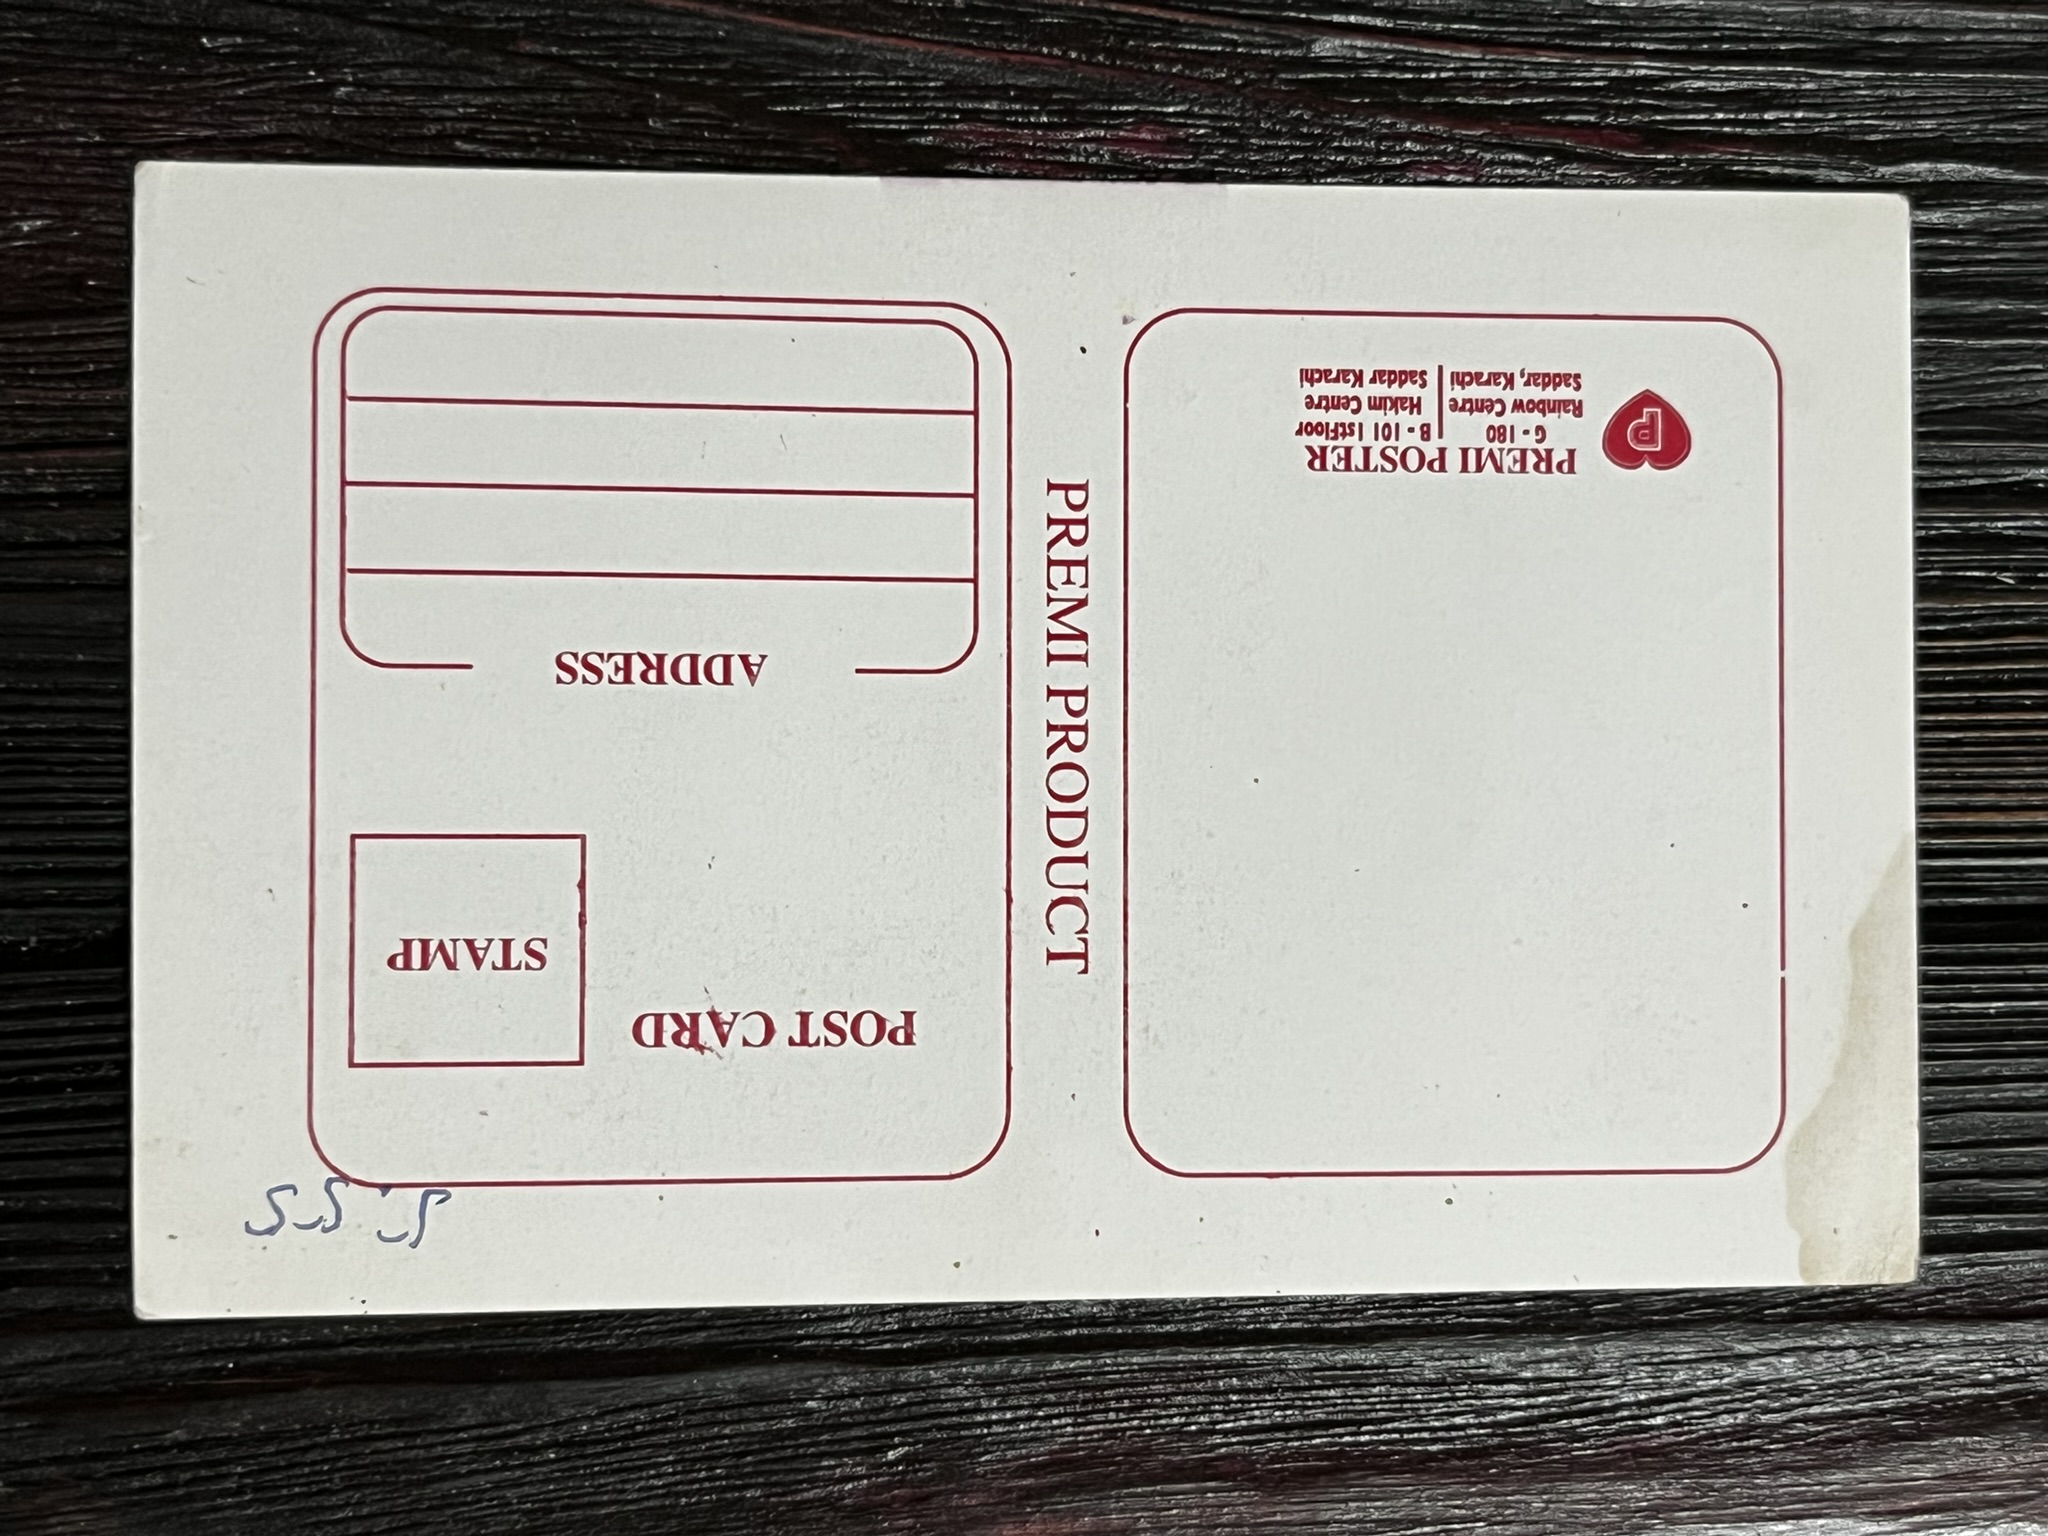 POST CARD
STAMP
ADDRESS
PREMI PRODUCT
P
PREMI POSTER
G - 180
Rainbow Centre
Saddar, Karachi
B - 101 1stFloor
Hakim Centre
Saddar Karachi